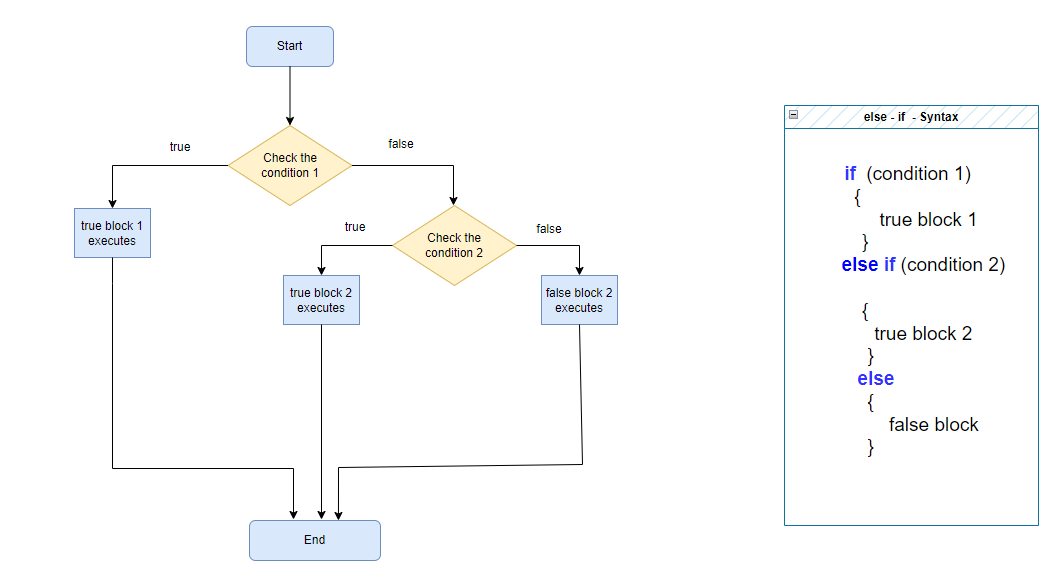 Start
true
false
Check the
condition 1
true block 1
executes
true
false
Check the
condition 2
true block 2
executes
false block 2
executes
End
else - if - Syntax
if (condition 1)
{
true block 1
}
else if (condition 2)
{
true block 2
}
else
{
false block
}